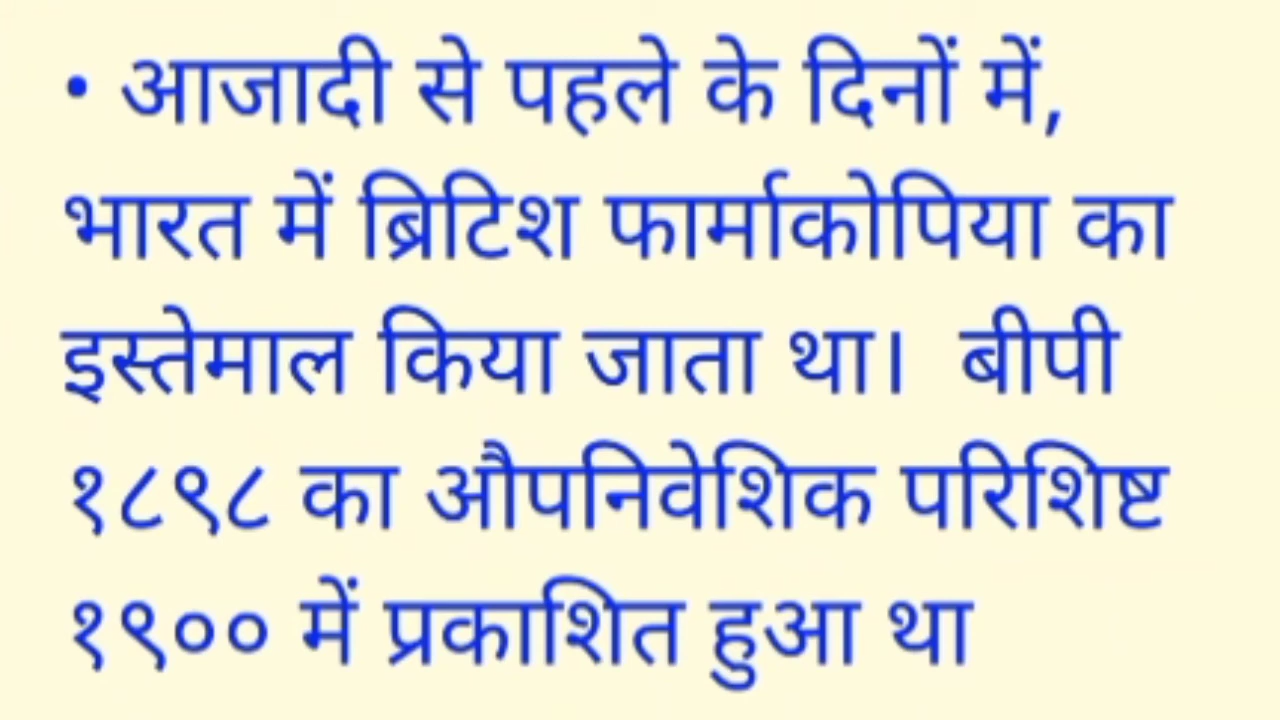 • आजादी से पहले के दिनों में,
भारत में ब्रिटिश फार्माकोपिया का
इस्तेमाल किया जाता था। बीपी
१८९८ का औपनिवेशिक परिशिष्ट
१९०० में प्रकाशित हुआ था